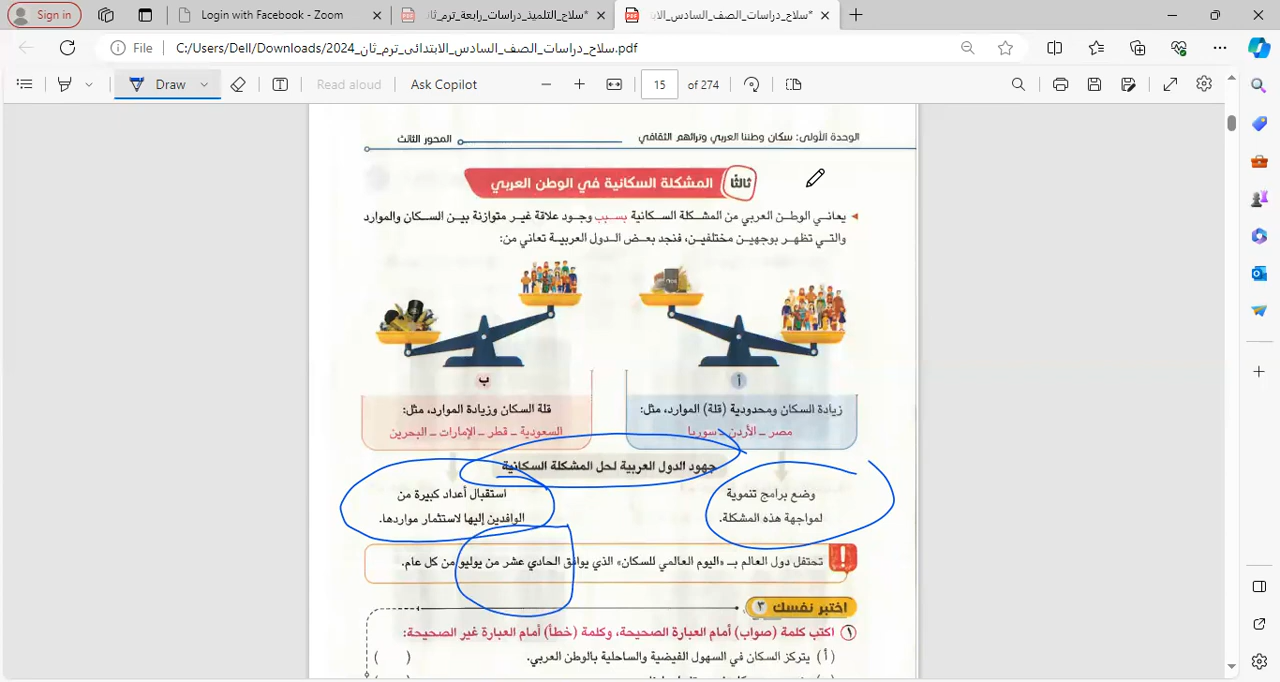 Sign in
Login with Facebook - Zoom
*سلاح_التلميذ_دراسات_رابعة_ترم_ثان
*سلاح_دراسات_الصف_السادس_الابتد
File
C:/Users/Dell/Downloads/2024_سلاح_دراسات_الصف_السادس_الابتدائى_ترم_ثان.pdf
Draw
Read aloud
Ask Copilot
15
of 274
الوحدة الأولى: سكان وطننا العربي وتراثهم الثقافي
المحور الثالث
ثالثًا
المشكلة السكانية في الوطن العربي
يعاني الوطن العربي من المشكلة السكانية بسبب وجود علاقة غير متوازنة بين السكان والموارد
والتي تظهر بوجهين مختلفين، فنجد بعض الدول العربية تعاني من:
أ
زيادة السكان ومحدودية (قلة) الموارد، مثل:
مصر – الأردن – سوريا
ب
قلة السكان وزيادة الموارد، مثل:
السعودية – قطر – الإمارات – البحرين
جهود الدول العربية لحل المشكلة السكانية
وضع برامج تنموية
لمواجهة هذه المشكلة.
استقبال أعداد كبيرة من
الوافدين إليها لاستثمار مواردها.
!
تحتفل دول العالم بـ «اليوم العالمي للسكان» الذي يوافق الحادي عشر من يوليو من كل عام.
اختبر نفسك ٣
١ اكتب كلمة (صواب) أمام العبارة الصحيحة، وكلمة (خطأ) أمام العبارة غير الصحيحة:
(أ) يتركز السكان في السهول الفيضية والساحلية بالوطن العربي. ( )